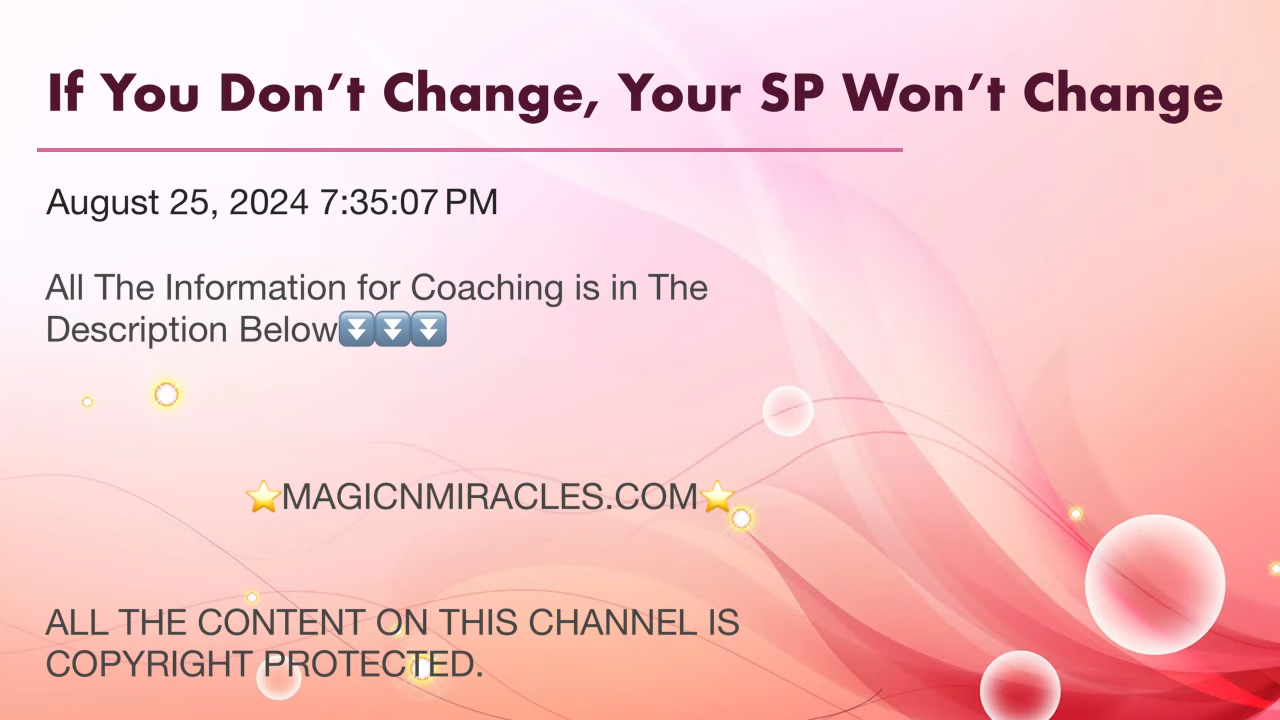 If You Don’t Change, Your SP Won’t Change
August 25, 2024 7:35:07 PM
All The Information for Coaching is in The
Description Below⏬⏬⏬
⭐MAGICNMIRACLES.COM⭐
ALL THE CONTENT ON THIS CHANNEL IS
COPYRIGHT PROTECTED.